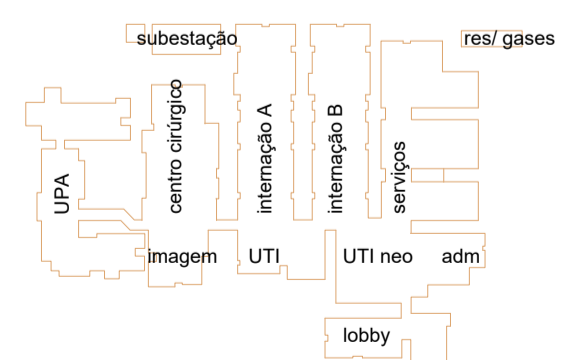 subestação
res/ gases
centro cirúrgico
internação A
internação B
serviços
UPA
imagem
UTI
UTI neo
adm
lobby